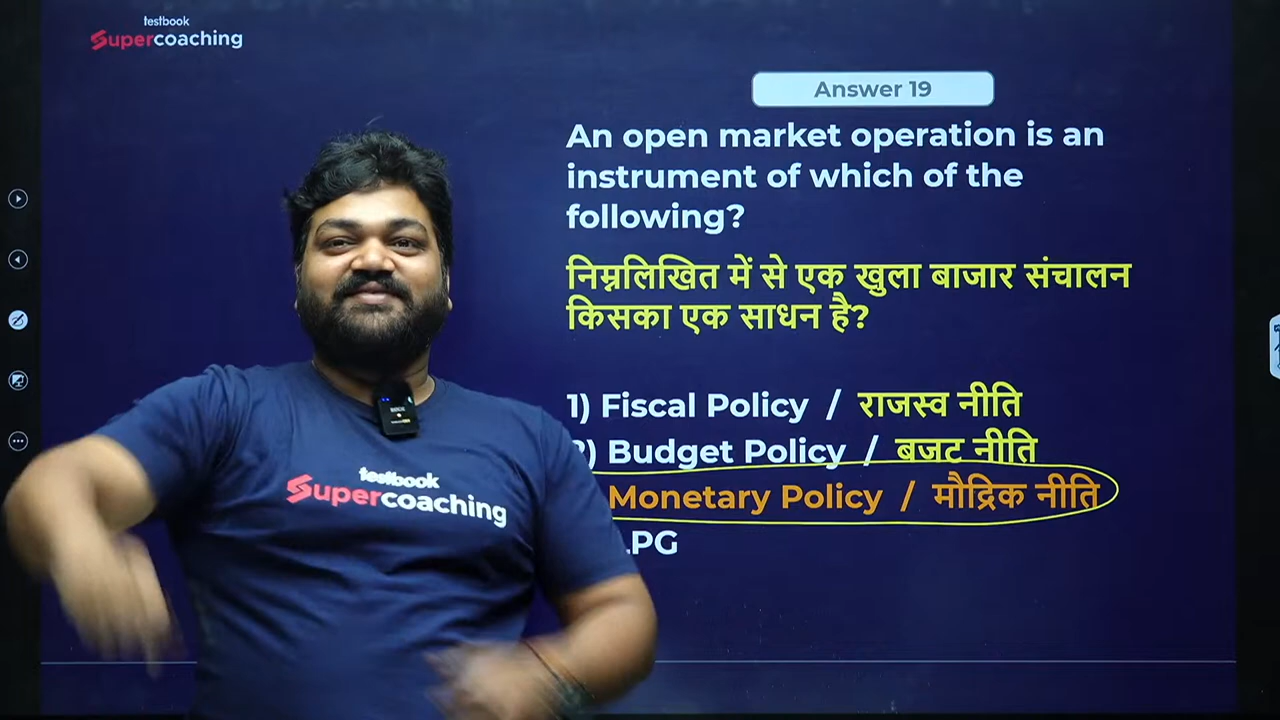 testbook
Supercoaching
Answer 19
An open market operation is an
instrument of which of the
following?
निम्नलिखित में से एक खुला बाजार संचालन
किसका एक साधन है?
1) Fiscal Policy / राजस्व नीति
) Budget Policy / बजट नीति
Monetary Policy / मौद्रिक नीति
PG
testbook
Supercoaching